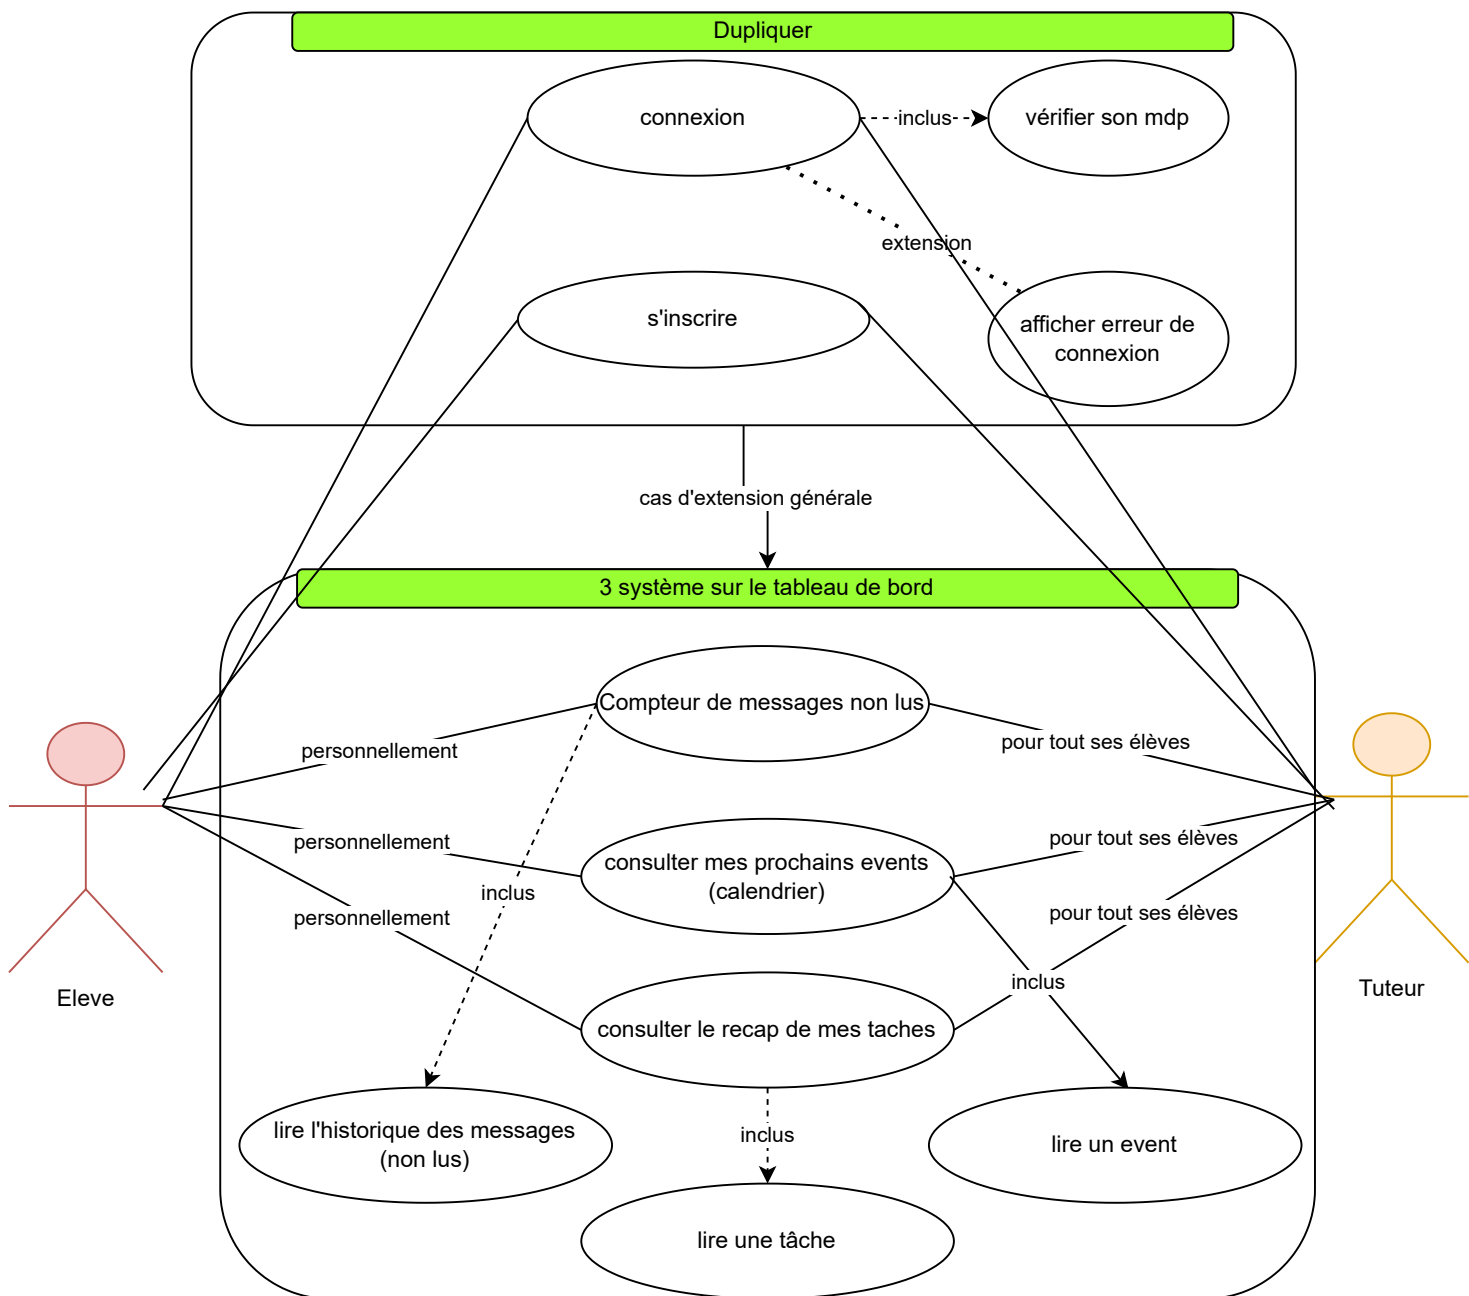 Dupliquer
connexion
inclus
vérifier son mdp
extension
s'inscrire
afficher erreur de
connexion
cas d'extension générale
3 système sur le tableau de bord
Compteur de messages non lus
personnellement
pour tout ses élèves
personnellement
consulter mes prochains events
(calendrier)
pour tout ses élèves
inclus
personnellement
pour tout ses élèves
inclus
Eleve
Tuteur
consulter le recap de mes taches
lire l'historique des messages
(non lus)
inclus
lire un event
lire une tâche